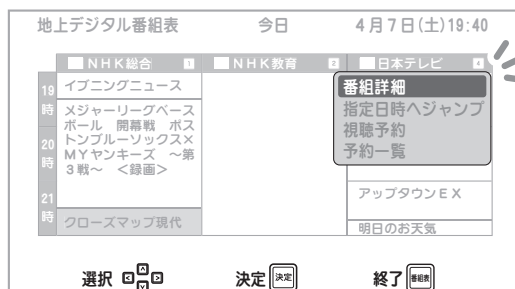 地上デジタル番組表 今日 4月7日(土)19:40
NHK総合 1 NHK教育 2 日本テレビ 4
19時
イブニングニュース
メジャーリーグベース
ボール 開幕戦 ボス
トンブルーソックス×
MYヤンキーズ ~第
3戦~ <録画>
20時
21時
クローズマップ現代
番組詳細
指定日時へジャンプ
視聴予約
予約一覧
アップタウンEX
明日のお天気
選択 決定 決定 終了 番組表